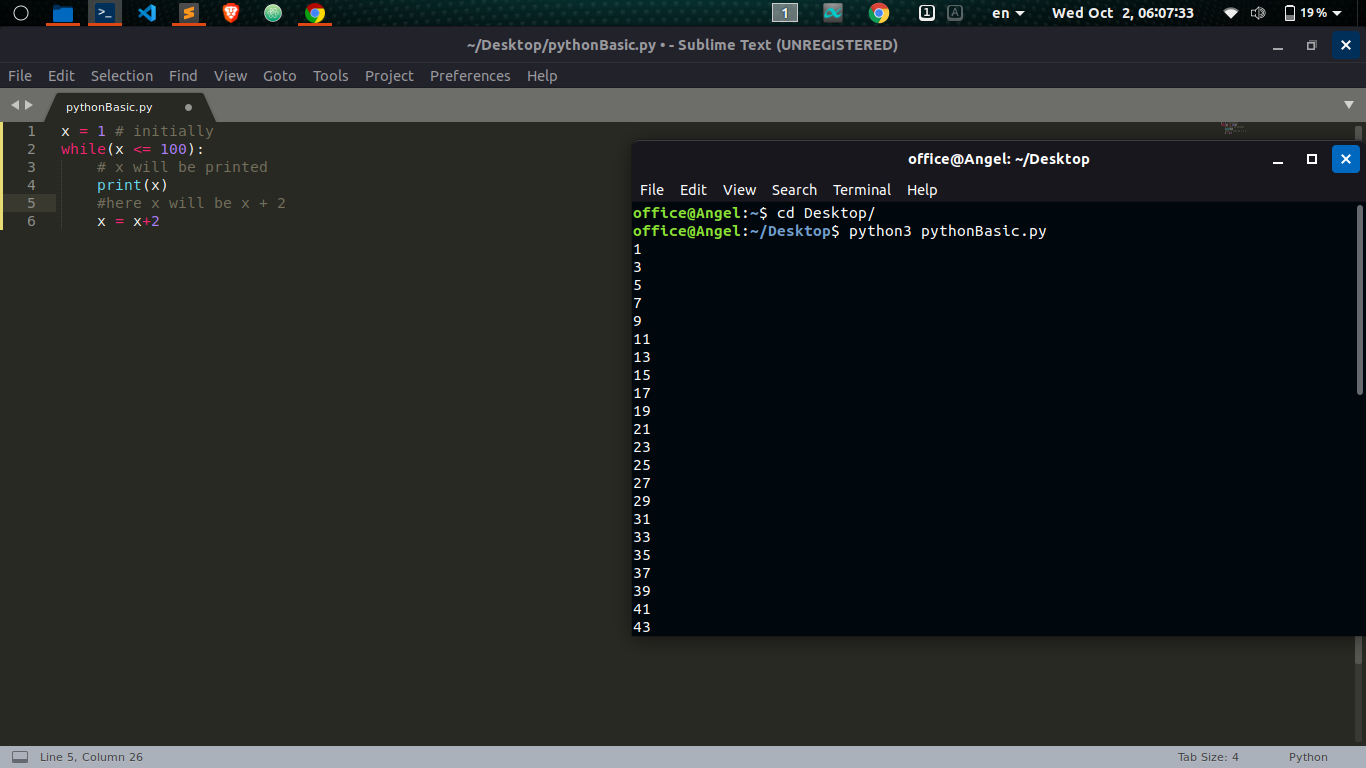 1
1
A
en
Wed Oct 2, 06:07:33
19%
~/Desktop/pythonBasic.py • - Sublime Text (UNREGISTERED)
File Edit Selection Find View Goto Tools Project Preferences Help
pythonBasic.py
1 x = 1 # initially
2 while(x <= 100):
3     # x will be printed
4     print(x)
5     #here x will be x + 2
6     x = x+2
office@Angel: ~/Desktop
File Edit View Search Terminal Help
office@Angel:~$ cd Desktop/
office@Angel:~/Desktop$ python3 pythonBasic.py
1
3
5
7
9
11
13
15
17
19
21
23
25
27
29
31
33
35
37
39
41
43
Line 5, Column 26
Tab Size: 4
Python